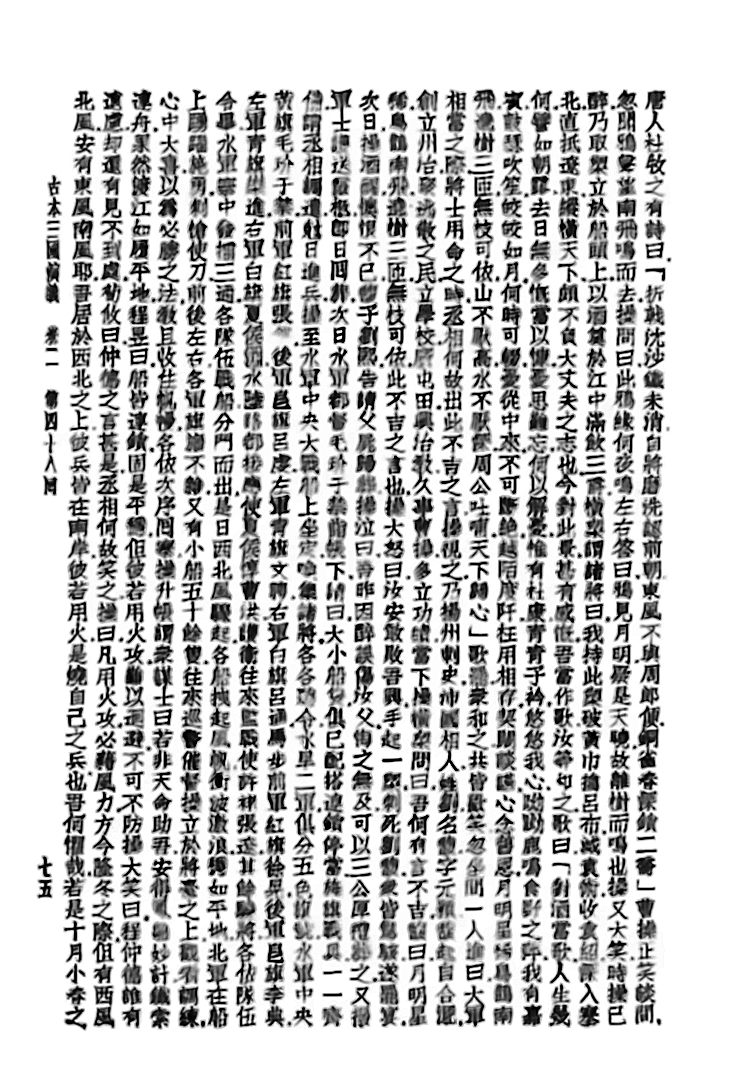 唐人杜牧之有詩曰「折戟沈沙鐵未消自將磨洗認前朝東風不與周郎便銅雀春深鎖二喬」曹操正笑談間
忽聞鴉聲望南飛鳴而去操問曰此鴉緣何夜鳴左右答曰鴉見月明疑是天曉故離樹而鳴也操又大笑時操已
醉乃取槊立於船頭上以酒奠於江中滿飲三爵橫槊謂諸將曰我持此槊破黃巾擒呂布滅袁術收袁紹深入塞
北直抵遼東縱橫天下頗不負大丈夫之志也今對此景甚有感慨吾當作歌汝等和之歌曰「對酒當歌人生幾
何譬如朝露去日無多慨當以慷憂思難忘何以解憂惟有杜康青青子衿悠悠我心呦呦鹿鳴食野之苹我有嘉
賓鼓瑟吹笙皎皎如月何時可輟憂從中來不可斷絕越陌度阡枉用相存契闊談讌心念舊恩月明星稀烏鵲南
飛遶樹三匝無枝可依山不厭高水不厭深周公吐哺天下歸心」歌罷衆和之共皆歡笑忽座間一人進曰大軍
相當之際將士用命之時丞相何故出此不吉之言操視之乃揚州刺史沛國相人姓劉名馥字元穎馥起自合淝
創立州治聚逃散之民立學校廣屯田興治教久事曹操多立功績當下操橫槊問曰吾何有言不吉馥曰月明星
稀烏鵲南飛遶樹三匝無枝可依此不吉之言也操大怒曰汝安敢敗吾興手起一槊刺死劉馥衆皆驚駭遂罷宴
次日操酒醒懊恨不已馥子劉熙告請父屍歸葬操泣曰吾昨因醉誤傷汝父悔之無及可以三公厚禮葬之又撥
軍士護送靈柩即日回葬次日水軍都督毛玠于禁詣帳下請曰大小船隻俱已配搭連鎖停當旌旗戰具一一齊
備請丞相調遣尅日進兵操至水軍中央大戰船上坐定喚集諸將各各聽令水旱二軍俱分五色旗號水軍中央
黃旗毛玠于禁前軍紅旗張 後軍皂旗呂虔左軍青旗文聘右軍白旗呂通馬步前軍紅旗徐晃後軍皂旗李典
左軍青旗樂進右軍白旗夏侯淵水陸路都接應使夏侯惇曹洪護衛往來監戰使許褚張遼其餘驍將各依隊伍
令畢水軍寨中發擂三通各隊伍戰船分門而出是日西北風驟起各船拽起風帆衝波激浪穩如平地北軍在船
上踴躍施勇刺鎗使刀前後左右各軍旗旛不雜又有小船五十餘隻往來巡警催督操立於將臺之上觀看調練
心中大喜以爲必勝之法教且收住帆幔各依次序回寨操升帳謂衆謀士曰若非天命助吾安得鳳雛妙計鐵索
連舟果然渡江如履平地程昱曰船皆連鎖固是平穩但彼若用火攻難以迴避不可不防操大笑曰程仲德雖有
遠慮却還有見不到處荀攸曰仲德之言甚是丞相何故笑之操曰凡用火攻必藉風力方今隆冬之際但有西風
北風安有東風南風耶吾居於西北之上彼兵皆在南岸彼若用火是燒自己之兵也吾何懼哉若是十月小春之
古本三國演義 卷二 第四十八回
七五